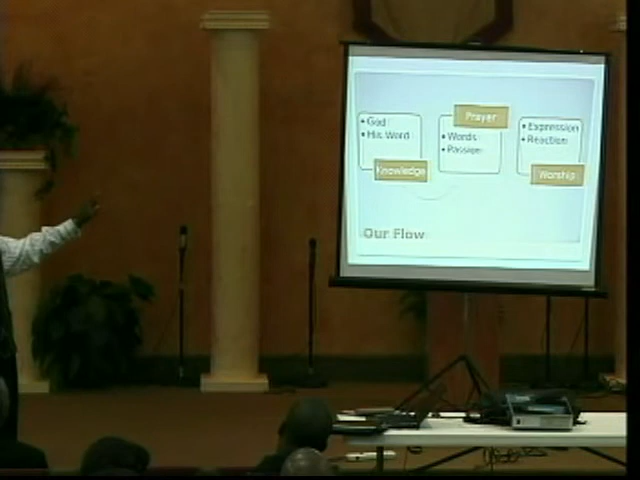 • God
• His Word
Knowledge
Prayer
• Words
• Passion
• Expression
• Reaction
Worship
Our Flow